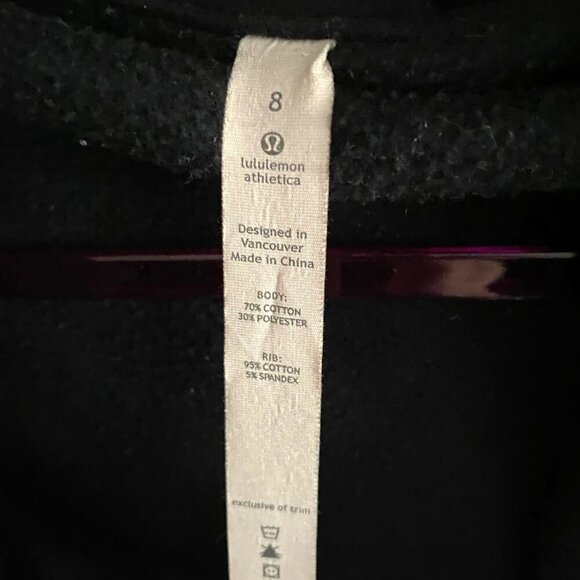 8
lululemon
athletica
Designed in
Vancouver
Made in China
BODY:
70% COTTON
30% POLYESTER
RIB:
95% COTTON
5% SPANDEX
exclusive of trim